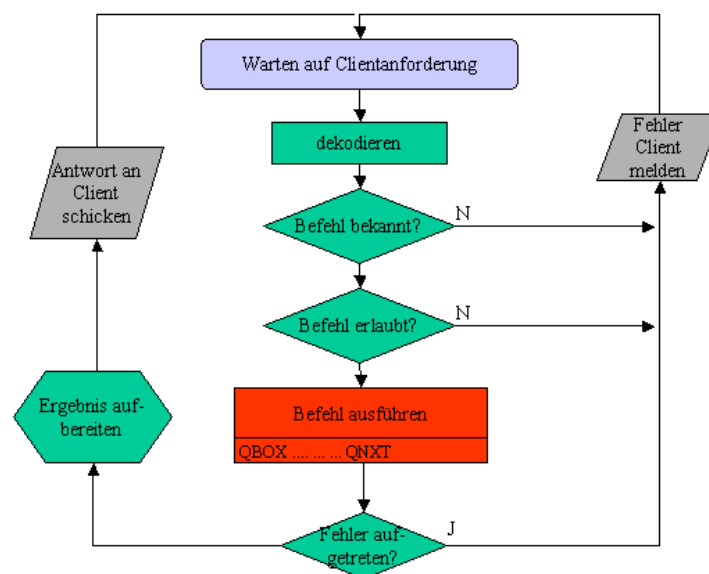 Warten auf Clientanforderung
dekodieren
Fehler
Client
melden
Antwort an
Client
schicken
Befehl bekannt?
N
Befehl erlaubt?
N
Befehl ausführen
QBOX .... ... ... QNXT
Ergebnis auf-
bereiten
Fehler auf-
getreten?
J